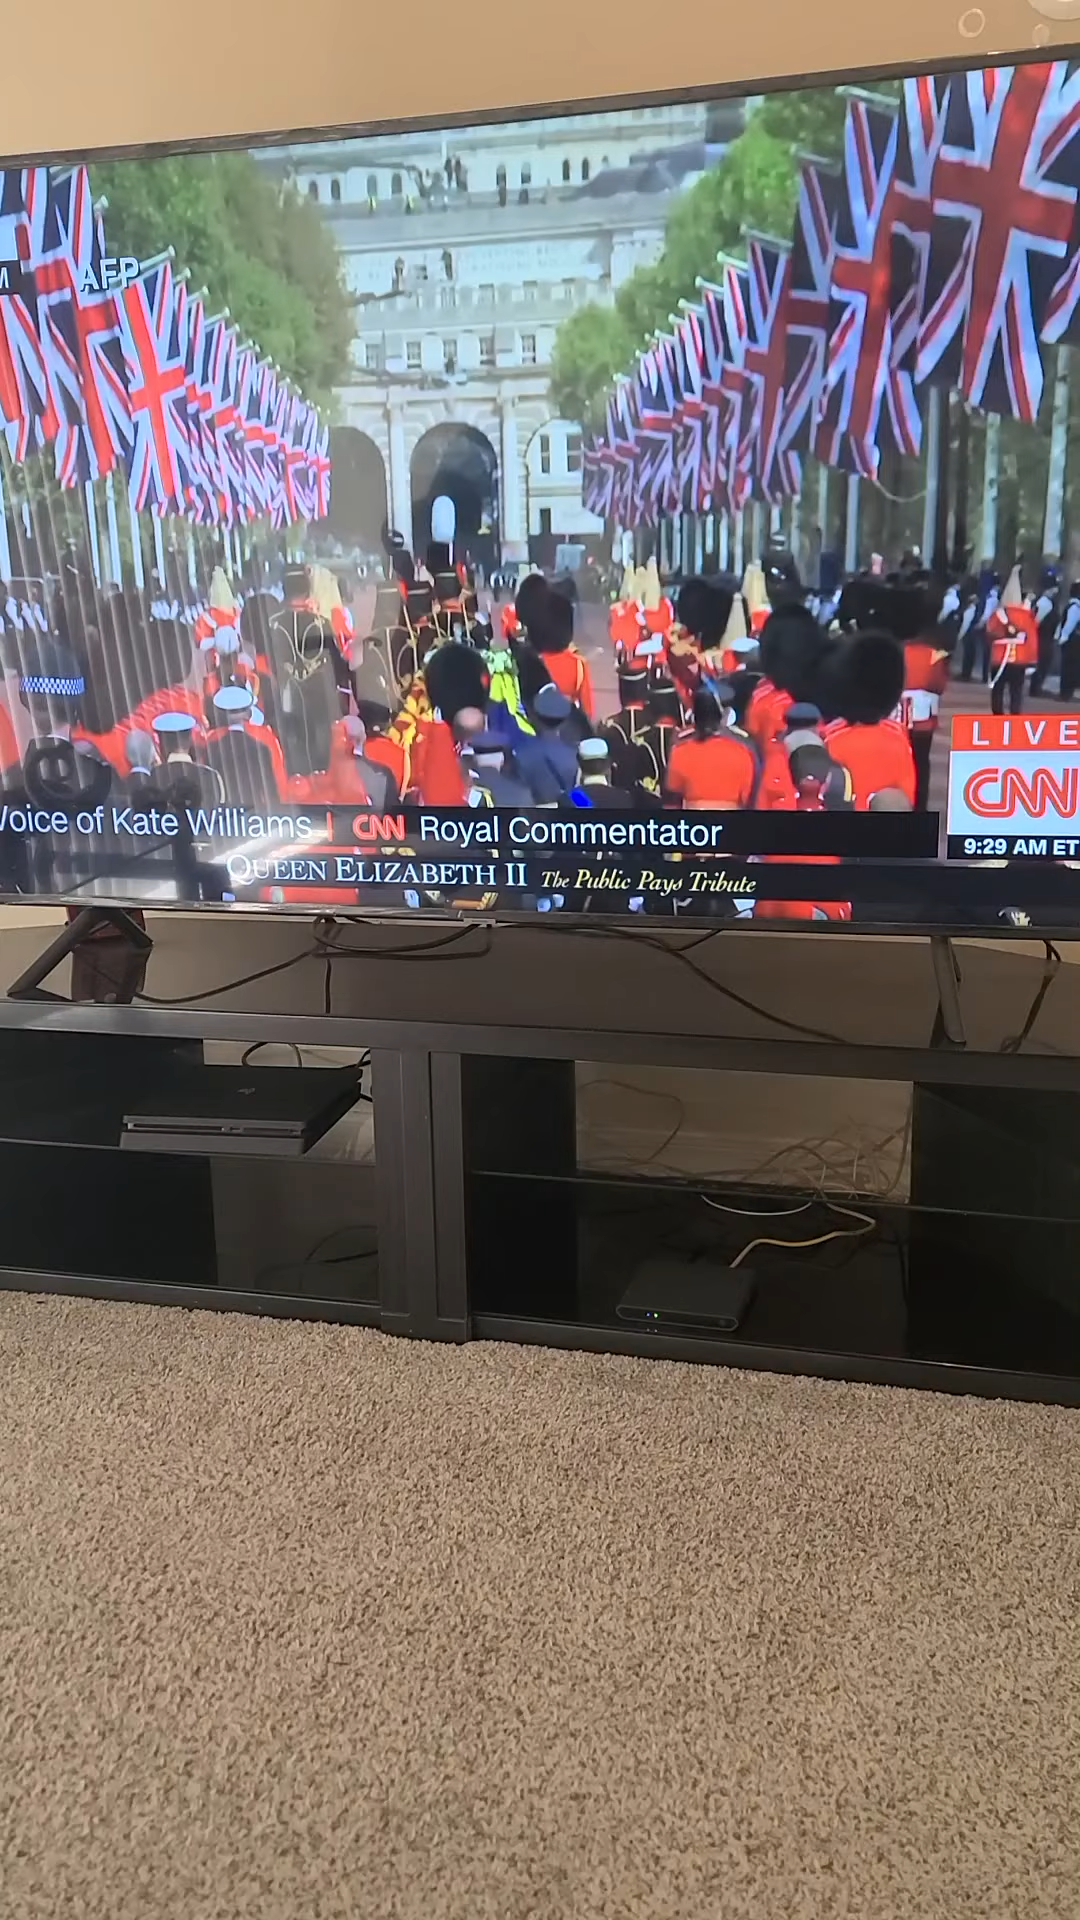 AFP
Voice of Kate Williams | CNN Royal Commentator
QUEEN ELIZABETH II The Public Pays Tribute
LIVE
CNN
9:29 AM ET